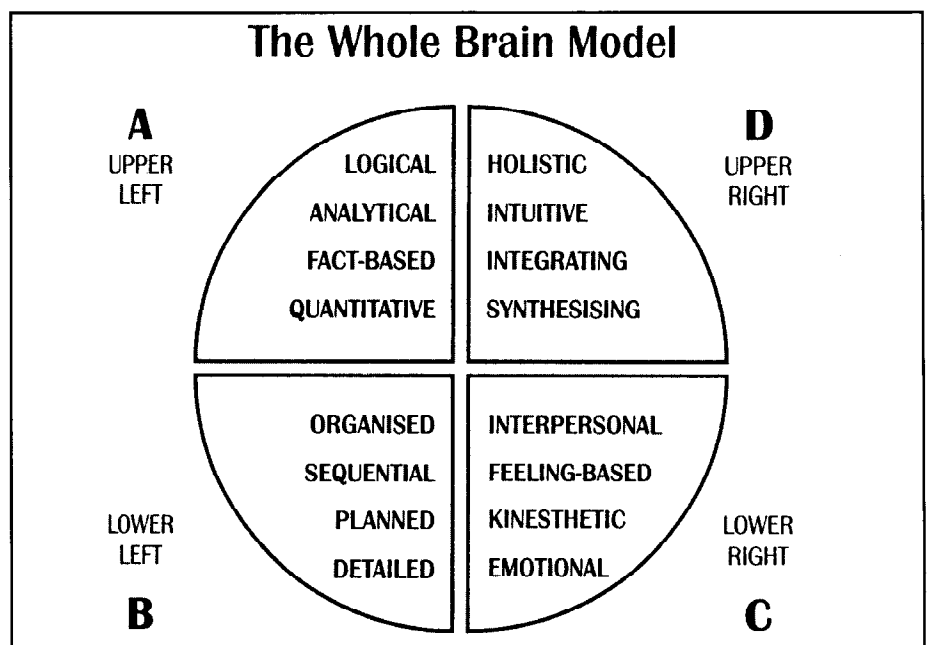 The Whole Brain Model
A
UPPER
LEFT
LOGICAL
ANALYTICAL
FACT-BASED
QUANTITATIVE
D
UPPER
RIGHT
HOLISTIC
INTUITIVE
INTEGRATING
SYNTHESISING
ORGANISED
SEQUENTIAL
PLANNED
DETAILED
LOWER
LEFT
B
INTERPERSONAL
FEELING-BASED
KINESTHETIC
EMOTIONAL
LOWER
RIGHT
C